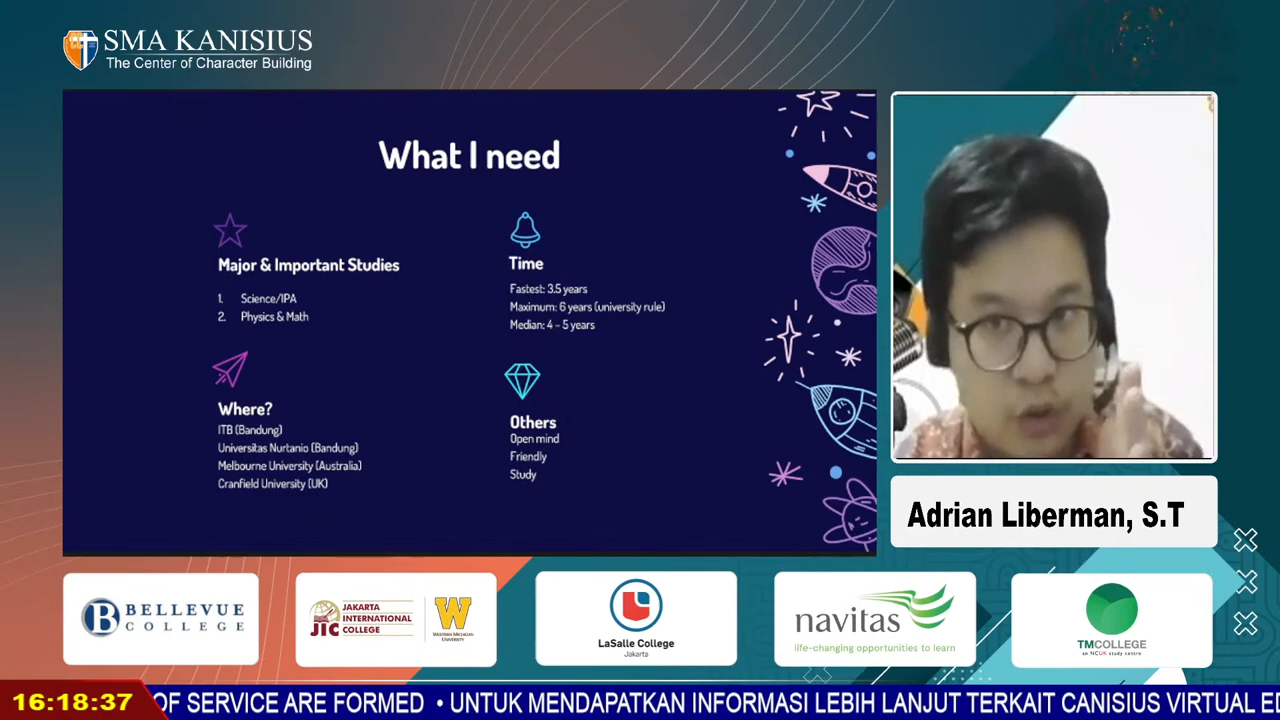 SMA KANISIUS
The Center of Character Building
What I need
Major & Important Studies
1. Science/IPA
2. Physics & Math
Time
Fastest: 3.5 years
Maximum: 6 years (university rule)
Median: 4 - 5 years
Where?
ITB (Bandung)
Universitas Nurtanio (Bandung)
Melbourne University (Australia)
Cranfield University (UK)
Others
Open mind
Friendly
Study
Adrian Liberman, S.T
B BELLEVUE
COLLEGE
JIC JAKARTA
INTERNATIONAL
COLLEGE
W
WESTERN MICHIGAN
UNIVERSITY
LaSalle College
Jakarta
navitas
life-changing opportunities to learn
TMCOLLEGE
an NCUK study centre
16:18:37 OF SERVICE ARE FORMED • UNTUK MENDAPATKAN INFORMASI LEBIH LANJUT TERKAIT CANISIUS VIRTUAL